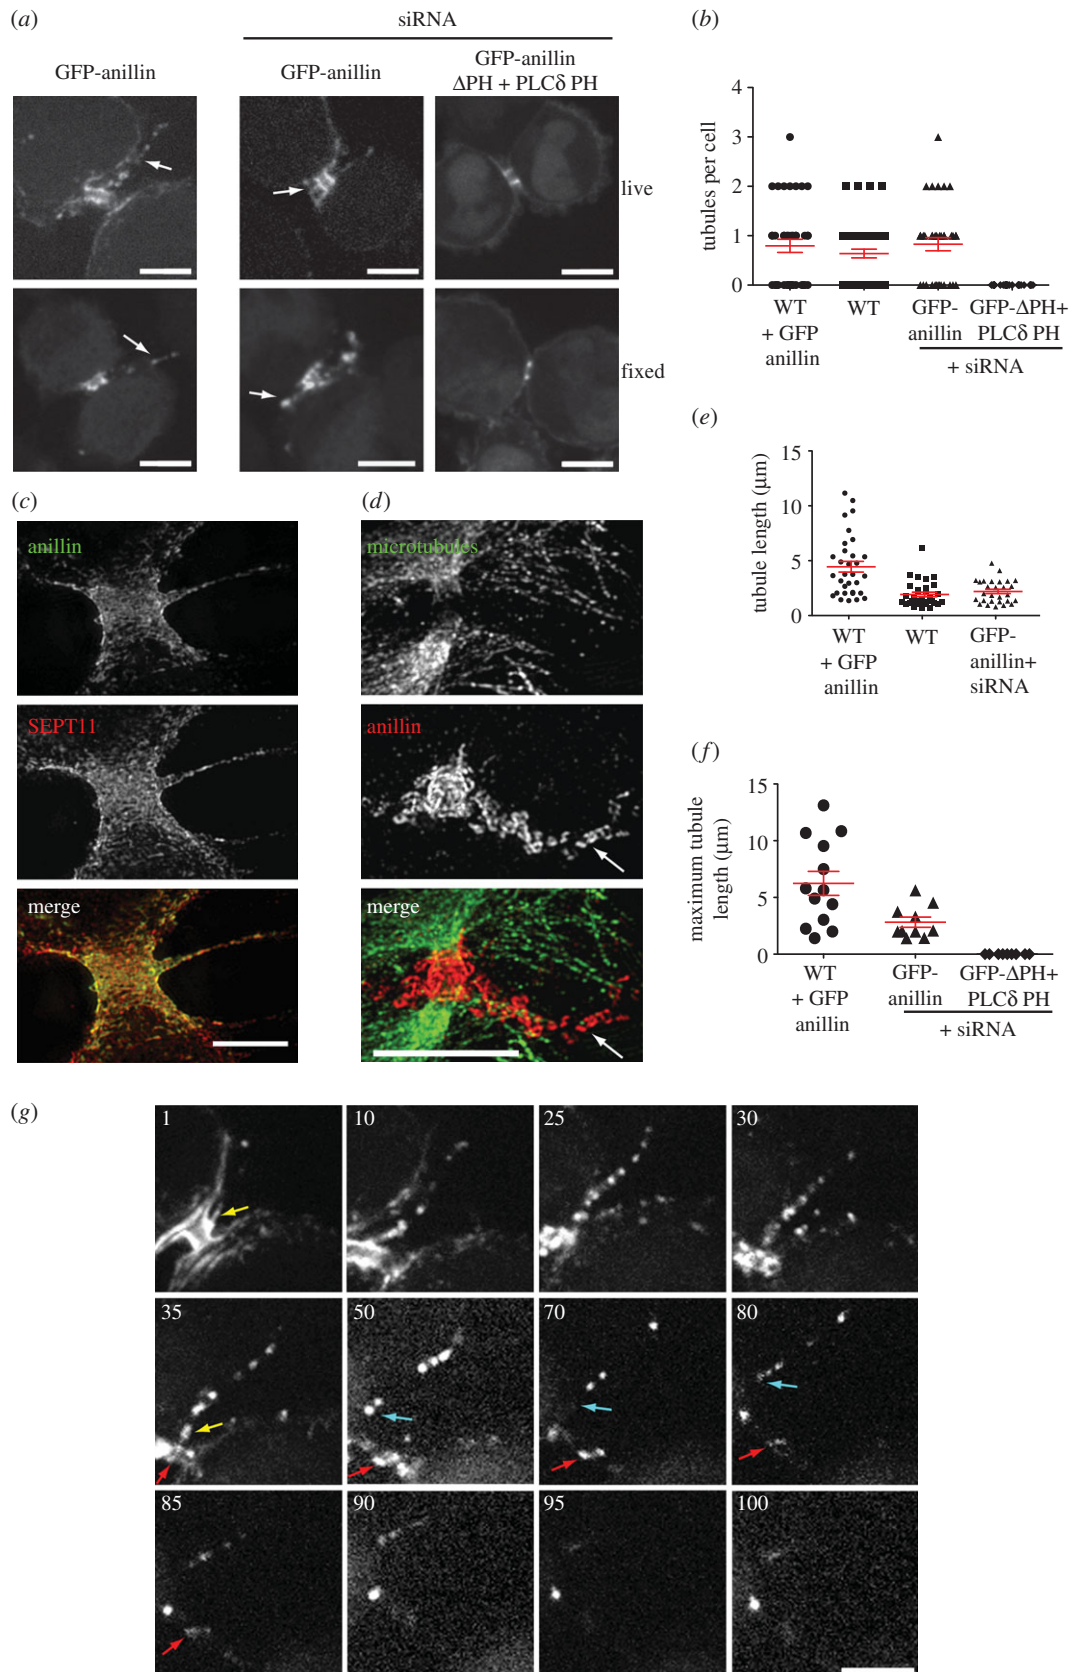 (a)
siRNA
GFP-anillin
GFP-anillin
GFP-anillin
ΔPH + PLCδ PH
live
fixed
(b)
tubules per cell
4
3
2
1
0
WT
+ GFP
anillin
WT
GFP-
anillin
GFP-ΔPH+
PLCδ PH
+ siRNA
(c)
anillin
SEPT11
merge
(d)
microtubules
anillin
merge
(e)
tubule length (μm)
15
10
5
0
WT
+ GFP
anillin
WT
GFP-
anillin+
siRNA
(f)
maximum tubule
length (μm)
15
10
5
0
WT
+ GFP
anillin
GFP-
anillin
GFP-ΔPH+
PLCδ PH
+ siRNA
(g)
1
10
25
30
35
50
70
80
85
90
95
100